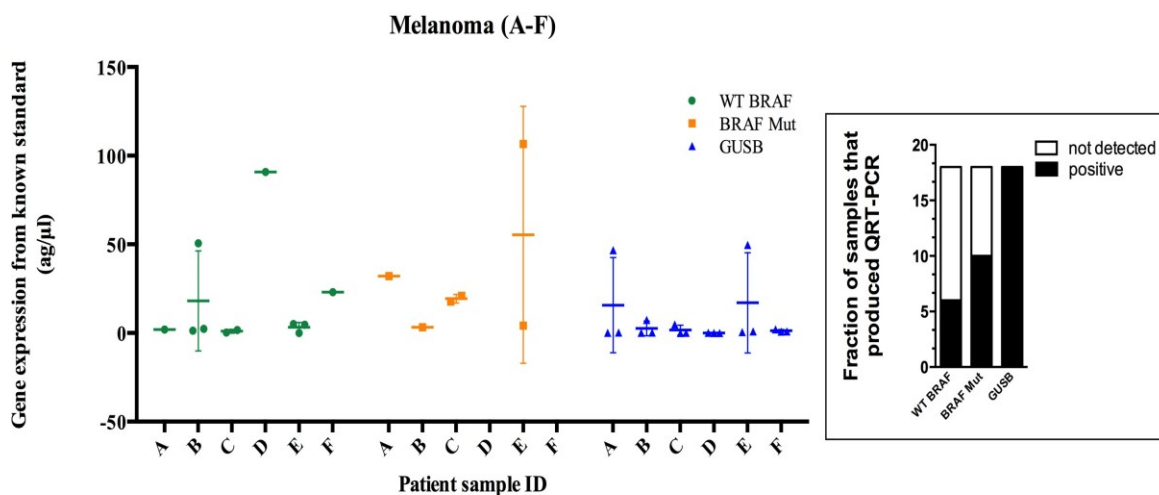 Melanoma (A-F)
Gene expression from known standard
(ag/µl)
150
100
50
0
-50
WT BRAF
BRAF Mut
GUSB
A B C D E F A B C D E F A B C D E F
Patient sample ID
Fraction of samples that
produced QRT-PCR
20
15
10
5
0
not detected
positive
WT BRAF
BRAF Mut
GUSB